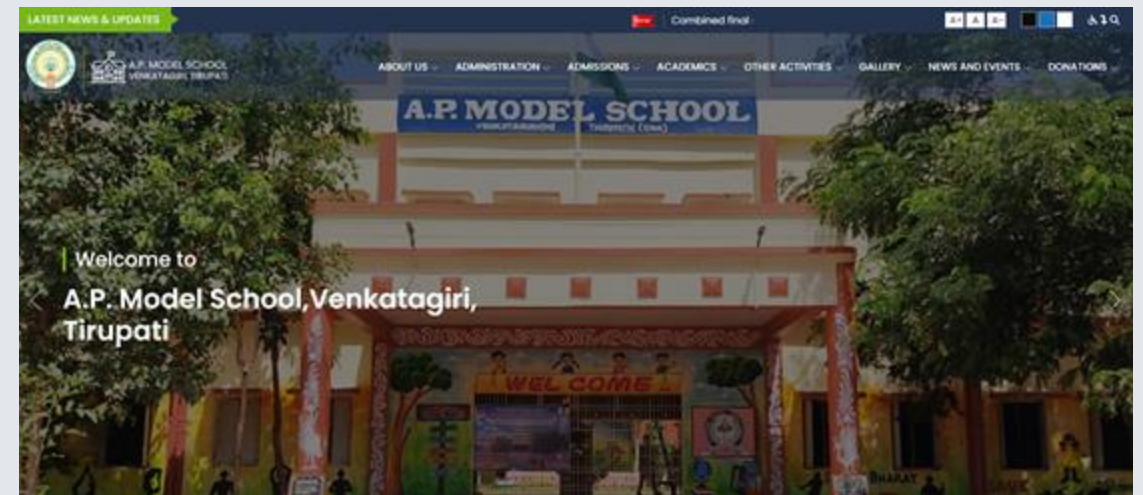 LATEST NEWS & UPDATES
Combined final
A+ A A-
A.P. MODEL SCHOOL
VENKATAGIRI, TIRUPATI
ABOUT US
ADMINISTRATION
ADMISSIONS
ACADEMICS
OTHER ACTIVITIES
GALLERY
NEWS AND EVENTS
DONATIONS
A.P. MODEL SCHOOL
Welcome to
A.P. Model School,Venkatagiri,
Tirupati
WEL COME
BHARAT